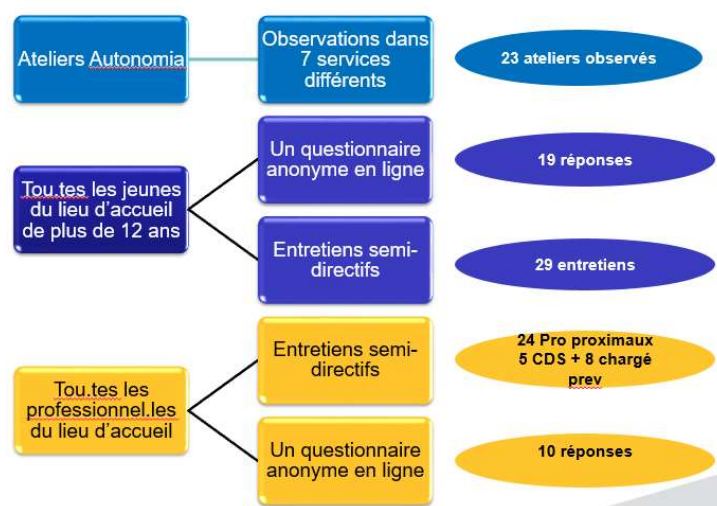 Ateliers Autonomia
Observations dans
7 services
différents
23 ateliers observés
Tou.tes les jeunes
du lieu d'accueil
de plus de 12 ans
Un questionnaire
anonyme en ligne
19 réponses
Entretiens semi-
directifs
29 entretiens
Tou.tes les
professionnel.les
du lieu d'accueil
Entretiens semi-
directifs
24 Pro proximaux
5 CDS + 8 chargé
prev
Un questionnaire
anonyme en ligne
10 réponses